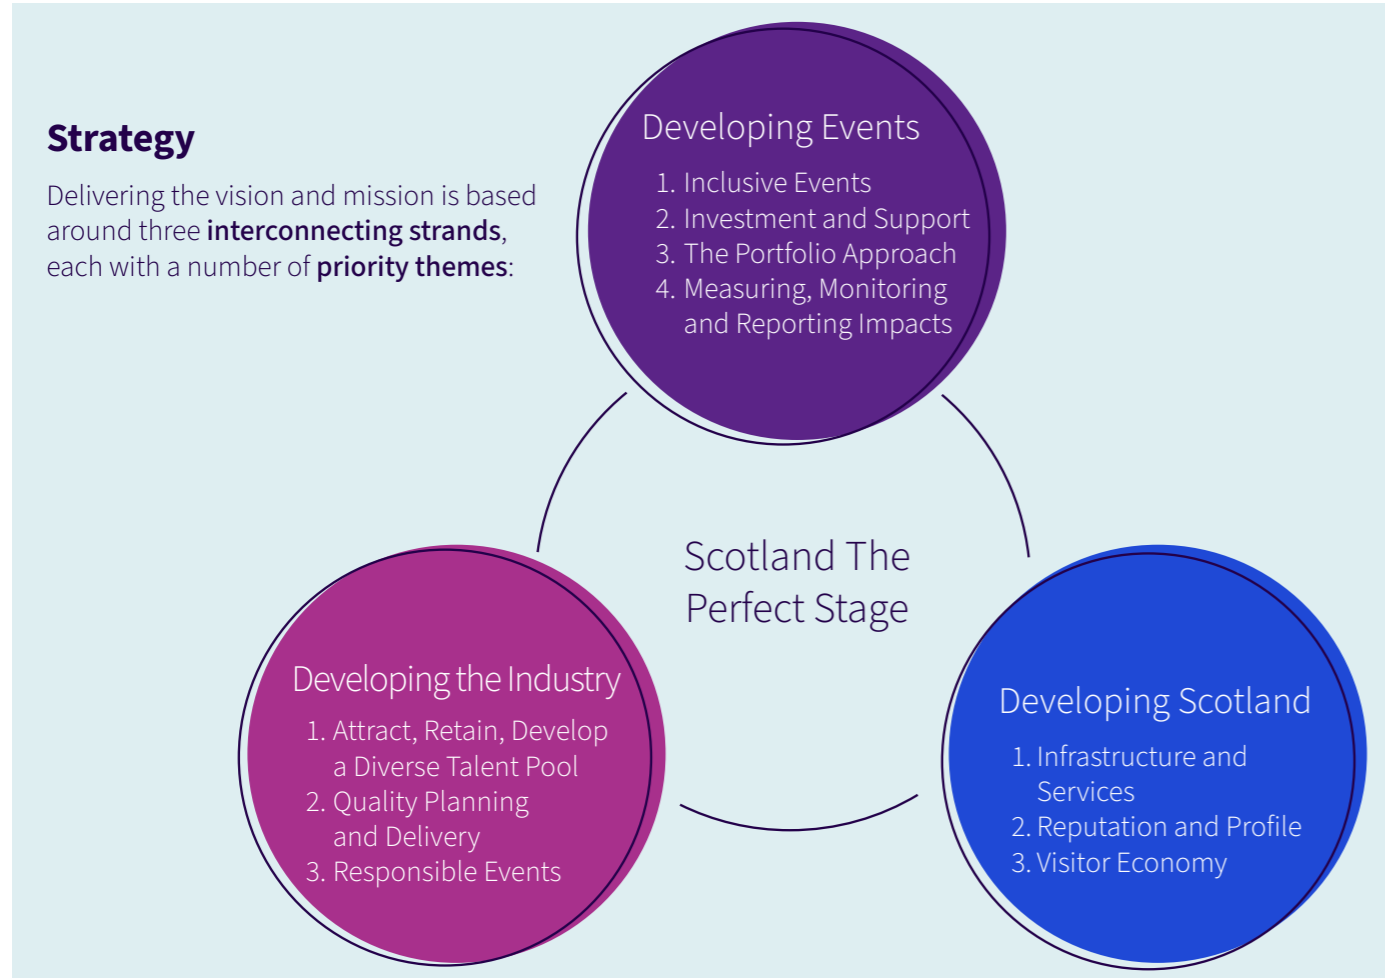 Strategy
Delivering the vision and mission is based
around three interconnecting strands,
each with a number of priority themes:
Developing Events
1. Inclusive Events
2. Investment and Support
3. The Portfolio Approach
4. Measuring, Monitoring
and Reporting Impacts
Scotland The
Perfect Stage
Developing the Industry
1. Attract, Retain, Develop
a Diverse Talent Pool
2. Quality Planning
and Delivery
3. Responsible Events
Developing Scotland
1. Infrastructure and
Services
2. Reputation and Profile
3. Visitor Economy